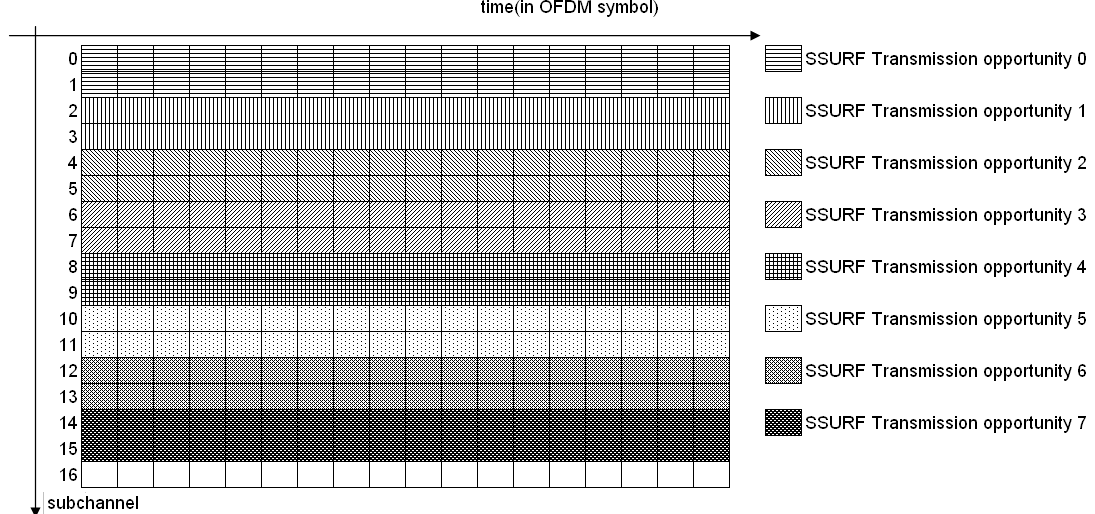 time(in OFDM symbol)
0 SSURF Transmission opportunity 0
1
2 SSURF Transmission opportunity 1
3
4 SSURF Transmission opportunity 2
5
6 SSURF Transmission opportunity 3
7
8 SSURF Transmission opportunity 4
9
10 SSURF Transmission opportunity 5
11
12 SSURF Transmission opportunity 6
13
14 SSURF Transmission opportunity 7
15
16
subchannel